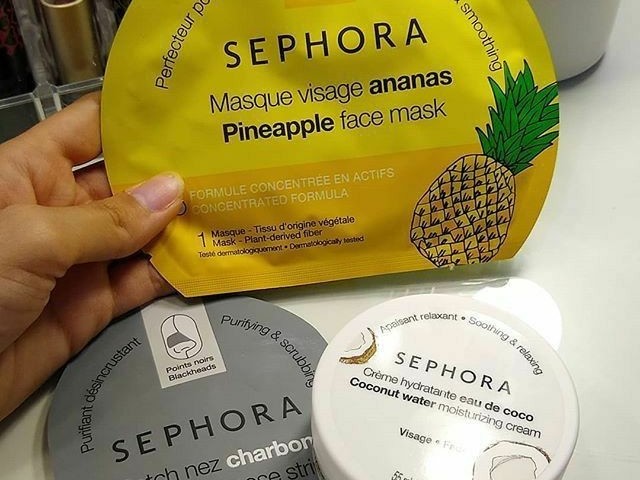 Perfecteur
& smoothing
SEPHORA
Masque visage ananas
Pineapple face mask
FORMULE CONCENTRÉE EN ACTIFS
CONCENTRATED FORMULA
1 Masque - Tissu d'origine végétale
Mask - Plant-derived fiber
Testé dermatologiquement • Dermatologically tested
Purifiant désincrustant
Purifying & scrubbing
Points noirs
Blackheads
SEPHORA
nez charbon
Apaisant relaxant • Soothing & relaxing
SEPHORA
Crème hydratante eau de coco
Coconut water moisturizing cream
Visage •